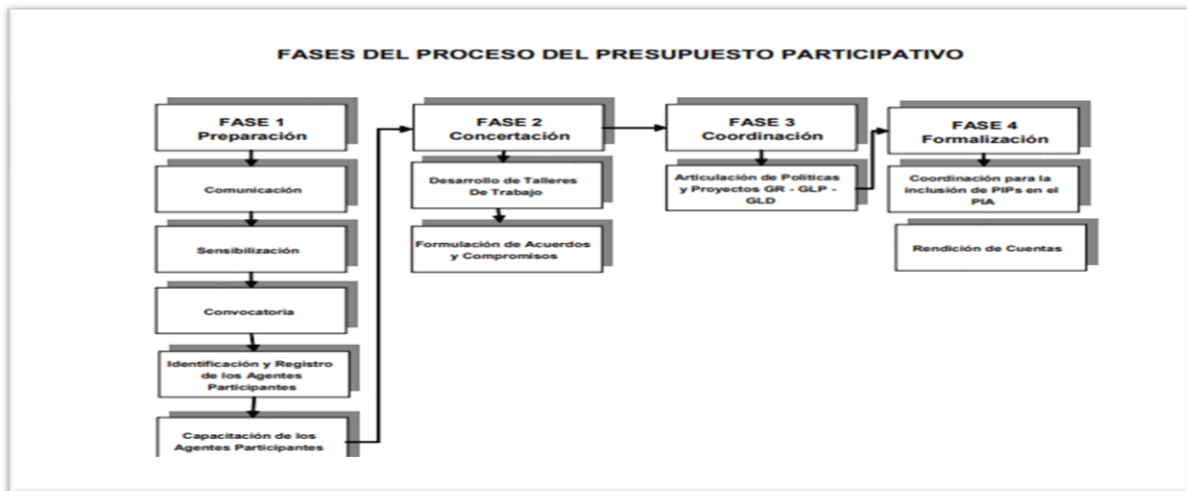 FASES DEL PROCESO DEL PRESUPUESTO PARTICIPATIVO
FASE 1
Preparación
Comunicación
Sensibilización
Convocatoria
Identificación y Registro
de los Agentes
Participantes
Capacitación de los
Agentes Participantes
FASE 2
Concertación
Desarrollo de Talleres
De Trabajo
Formulación de Acuerdos
y Compromisos
FASE 3
Coordinación
Articulación de Políticas
y Proyectos GR - GLP -
GLD
FASE 4
Formalización
Coordinación para la
inclusión de PIPs en el
PIA
Rendición de Cuentas